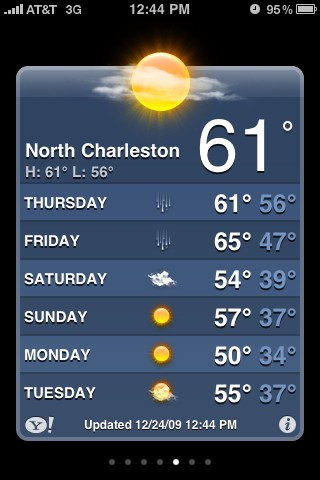 AT&T 3G 12:44 PM 95%
61°
North Charleston
H: 61° L: 56°
THURSDAY 61° 56°
FRIDAY 65° 47°
SATURDAY 54° 39°
SUNDAY 57° 37°
MONDAY 50° 34°
TUESDAY 55° 37°
Y! Updated 12/24/09 12:44 PM i